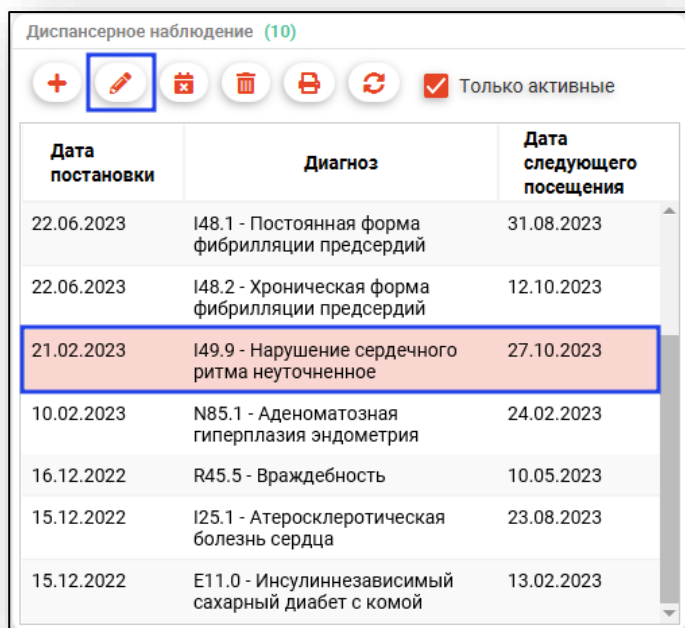 Диспансерное наблюдение (10)
Только активные
Дата
постановки
Диагноз
Дата
следующего
посещения
22.06.2023 I48.1 - Постоянная форма 31.08.2023
фибрилляции предсердий
22.06.2023 I48.2 - Хроническая форма 12.10.2023
фибрилляции предсердий
21.02.2023 I49.9 - Нарушение сердечного 27.10.2023
ритма неуточненное
10.02.2023 N85.1 - Аденоматозная 24.02.2023
гиперплазия эндометрия
16.12.2022 R45.5 - Враждебность 10.05.2023
15.12.2022 I25.1 - Атеросклеротическая 23.08.2023
болезнь сердца
15.12.2022 E11.0 - Инсулиннезависимый 13.02.2023
сахарный диабет с комой